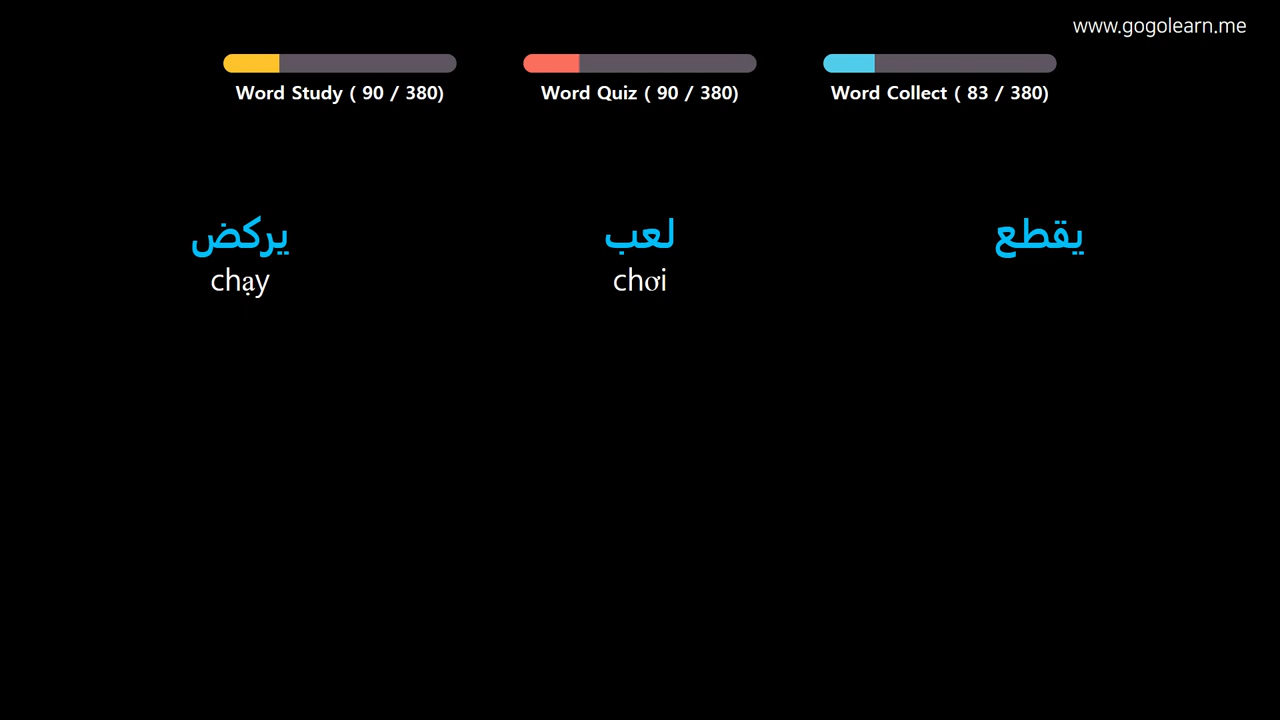 www.gogolearn.me
Word Study ( 90 / 380)
Word Quiz ( 90 / 380)
Word Collect ( 83 / 380)
يركض
لعب
يقطع
chạy
chơi